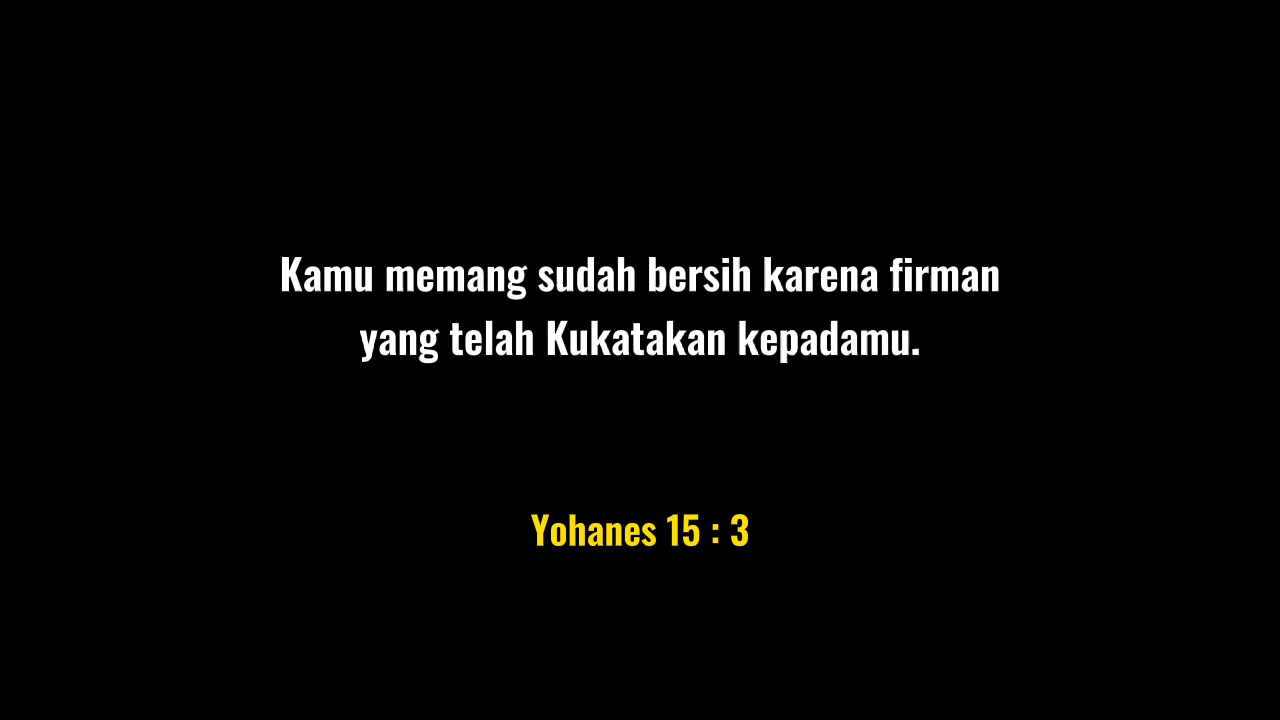 Kamu memang sudah bersih karena firman
yang telah Kukatakan kepadamu.
Yohanes 15 : 3